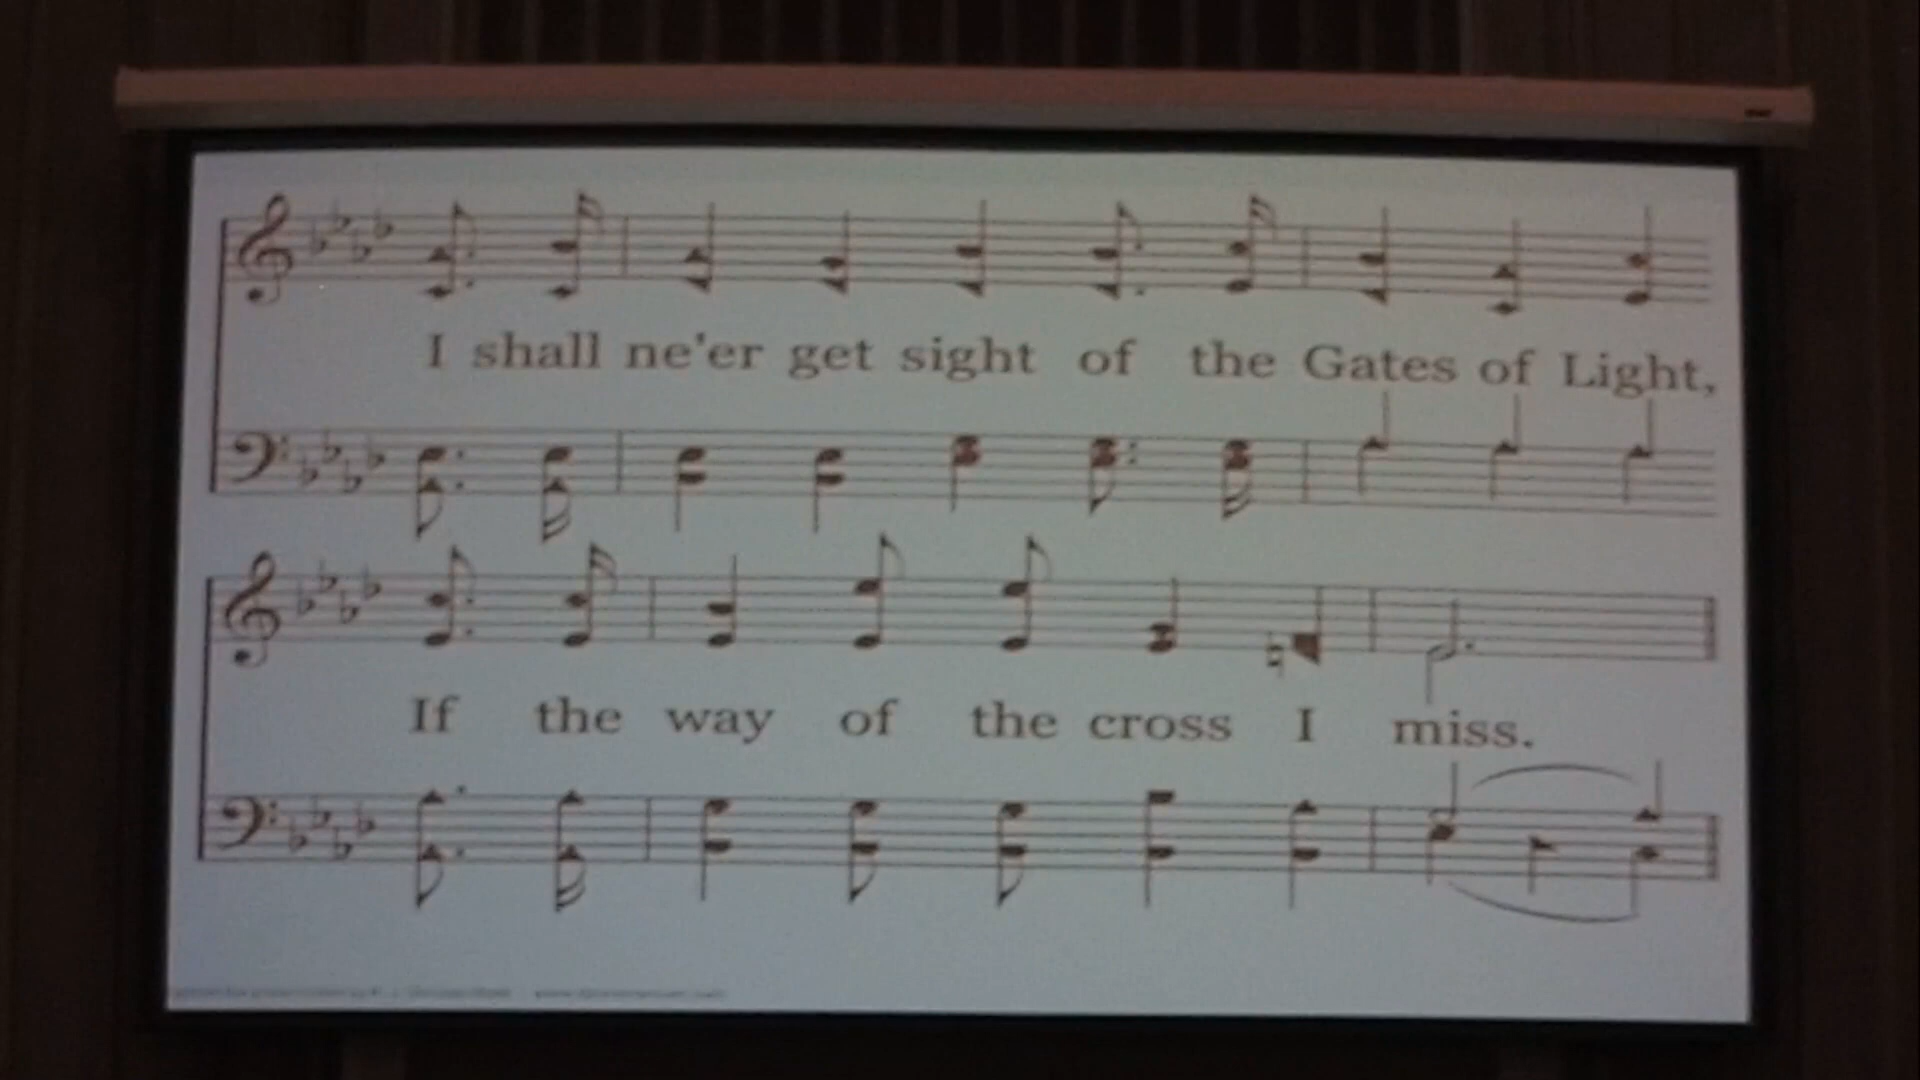 I shall ne'er get sight of the Gates of Light,
If the way of the cross I miss.